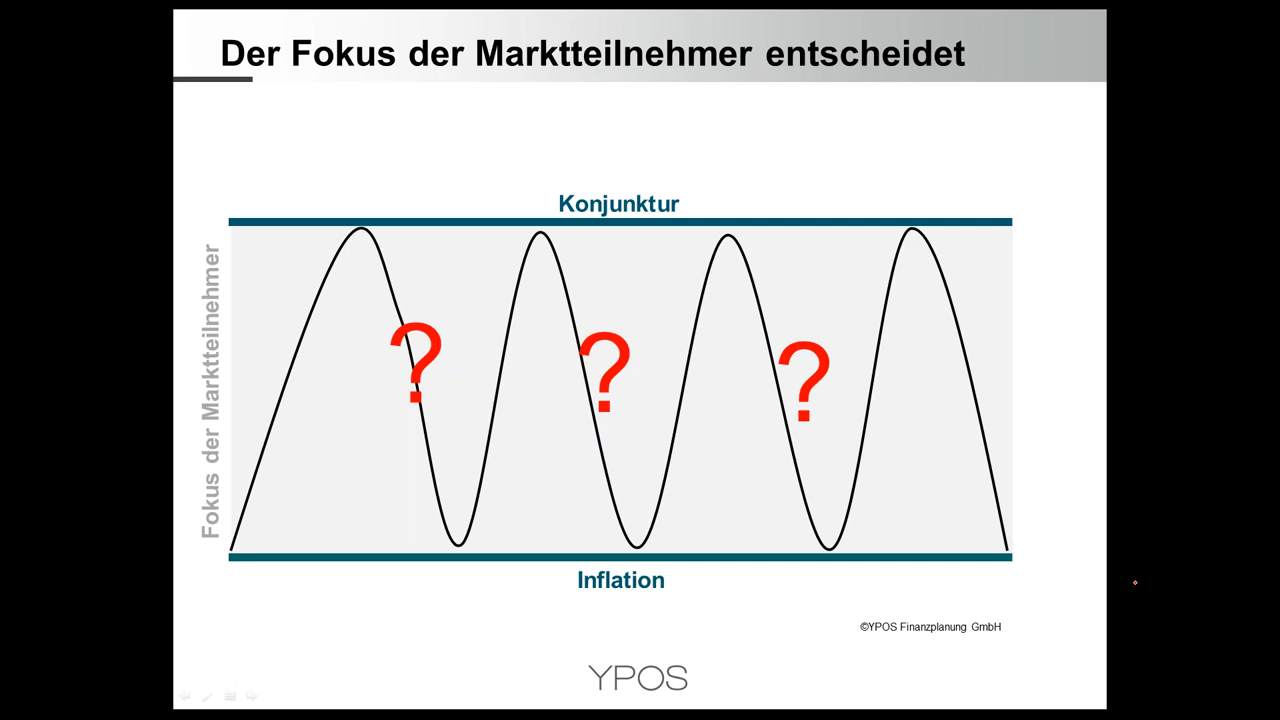 Der Fokus der Marktteilnehmer entscheidet
Konjunktur
Fokus der Marktteilnehmer
?
?
?
Inflation
©YPOS Finanzplanung GmbH
YPOS